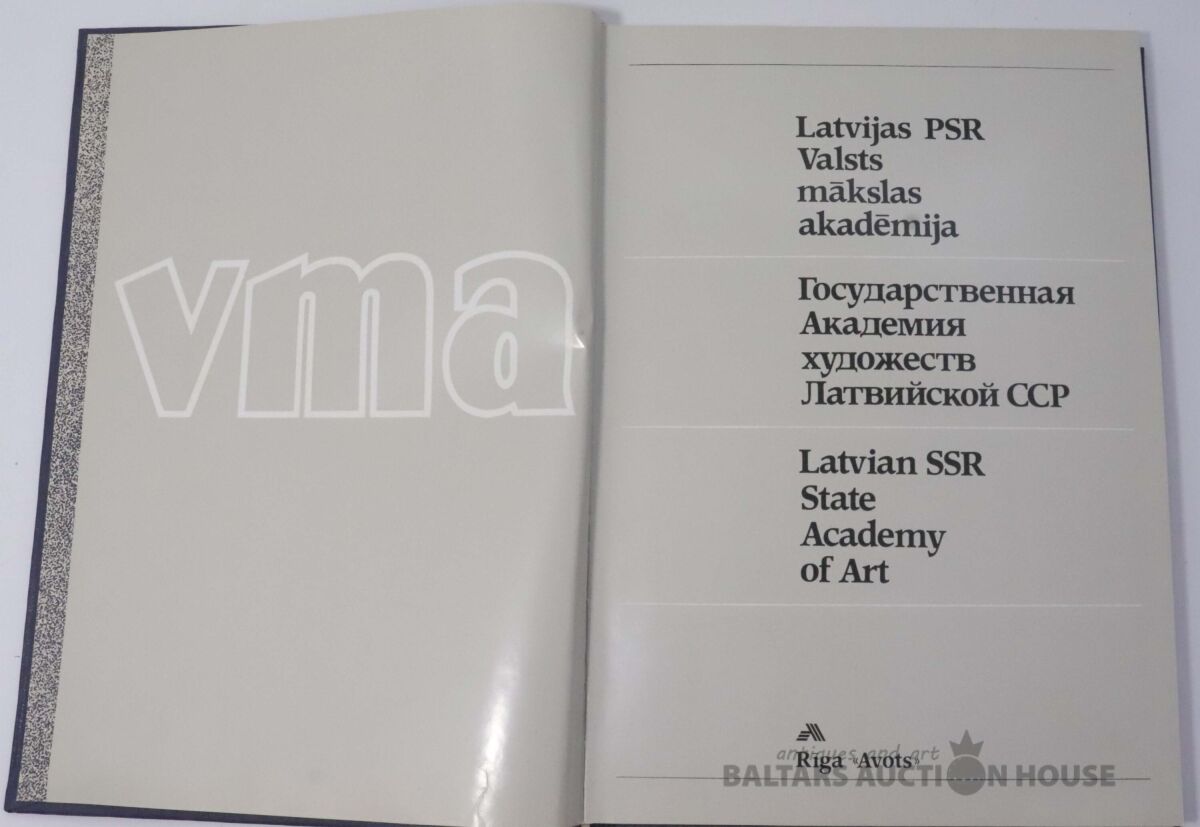 vma
Latvijas PSR
Valsts
mākslas
akadēmija
Государственная
Академия
художеств
Латвийской ССР
Latvian SSR
State
Academy
of Art
antiques and art
Rīga «Avots»
BALTARS AUCTION HOUSE